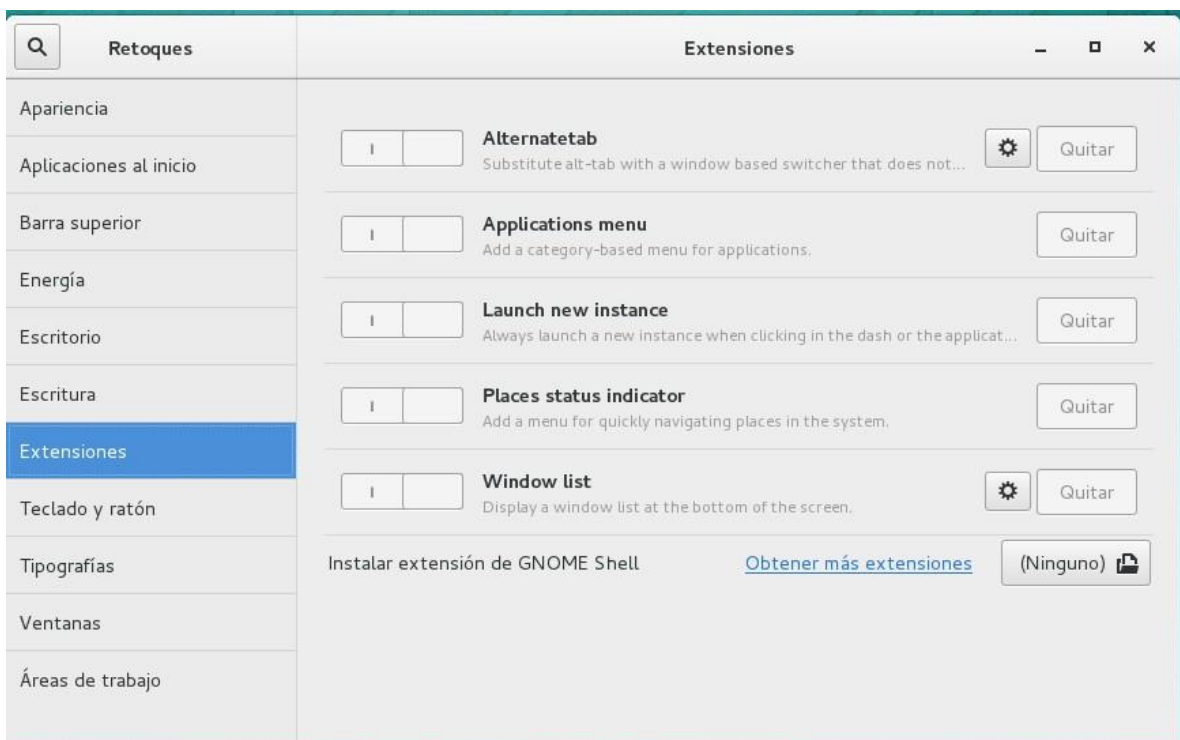 Retoques
Extensiones
Apariencia
Aplicaciones al inicio
Barra superior
Energía
Escritorio
Escritura
Extensiones
Teclado y ratón
Tipografías
Ventanas
Áreas de trabajo
Alternatetab
Substitute alt-tab with a window based switcher that does not...
Quitar
Applications menu
Add a category-based menu for applications.
Quitar
Launch new instance
Always launch a new instance when clicking in the dash or the applicat...
Quitar
Places status indicator
Add a menu for quickly navigating places in the system.
Quitar
Window list
Display a window list at the bottom of the screen.
Quitar
Instalar extensión de GNOME Shell Obtener más extensiones (Ninguno)